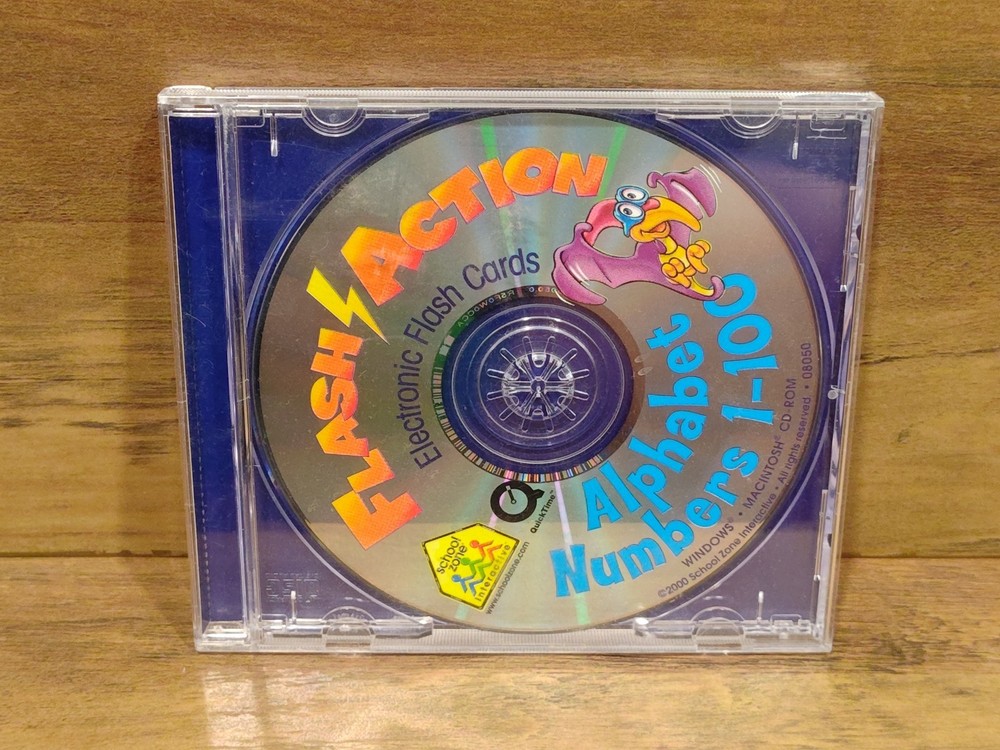 FLASH ACTION
Electronic Flash Cards
Alphabet
Numbers 1-100
WINDOWS® • MACINTOSH® CD-ROM
©2000 School Zone Interactive • All rights reserved • 08050
QuickTime™
School
zone
interactive
www.schoolzone.com